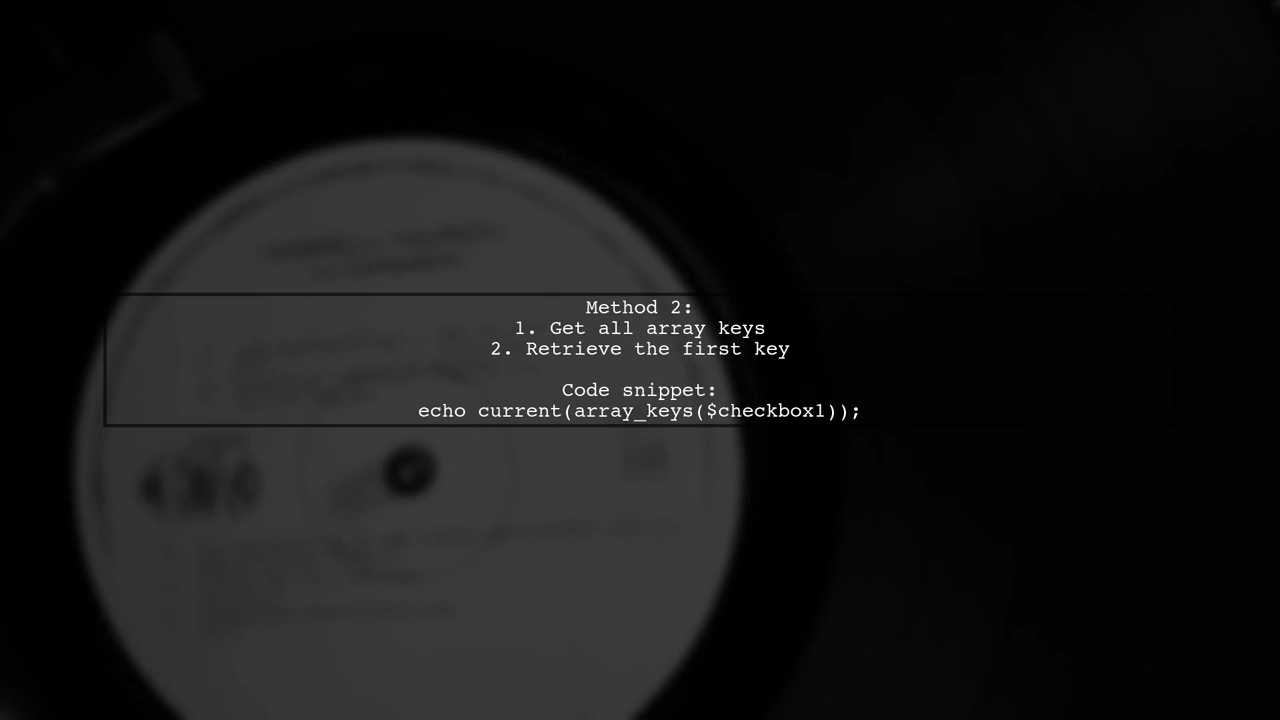 Method 2:
1. Get all array keys
2. Retrieve the first key
Code snippet:
echo current(array_keys($checkbox1));